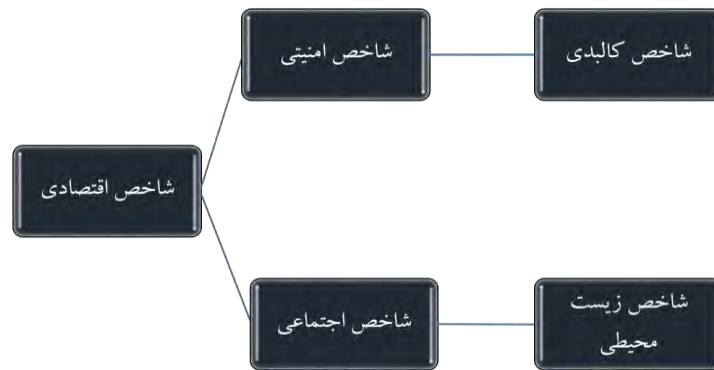 شاخص کالبدی
شاخص امنیتی
شاخص اقتصادی
شاخص زیست
محیطی
شاخص اجتماعی